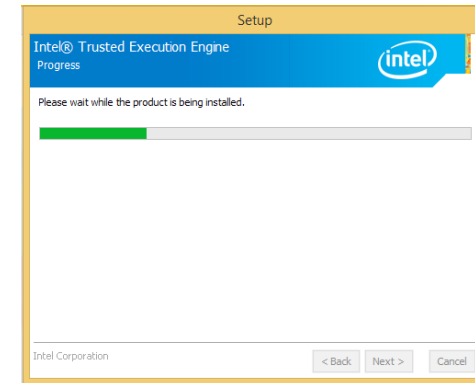 Setup
Intel® Trusted Execution Engine
Progress
intel
Please wait while the product is being installed.
Intel Corporation
< Back
Next >
Cancel